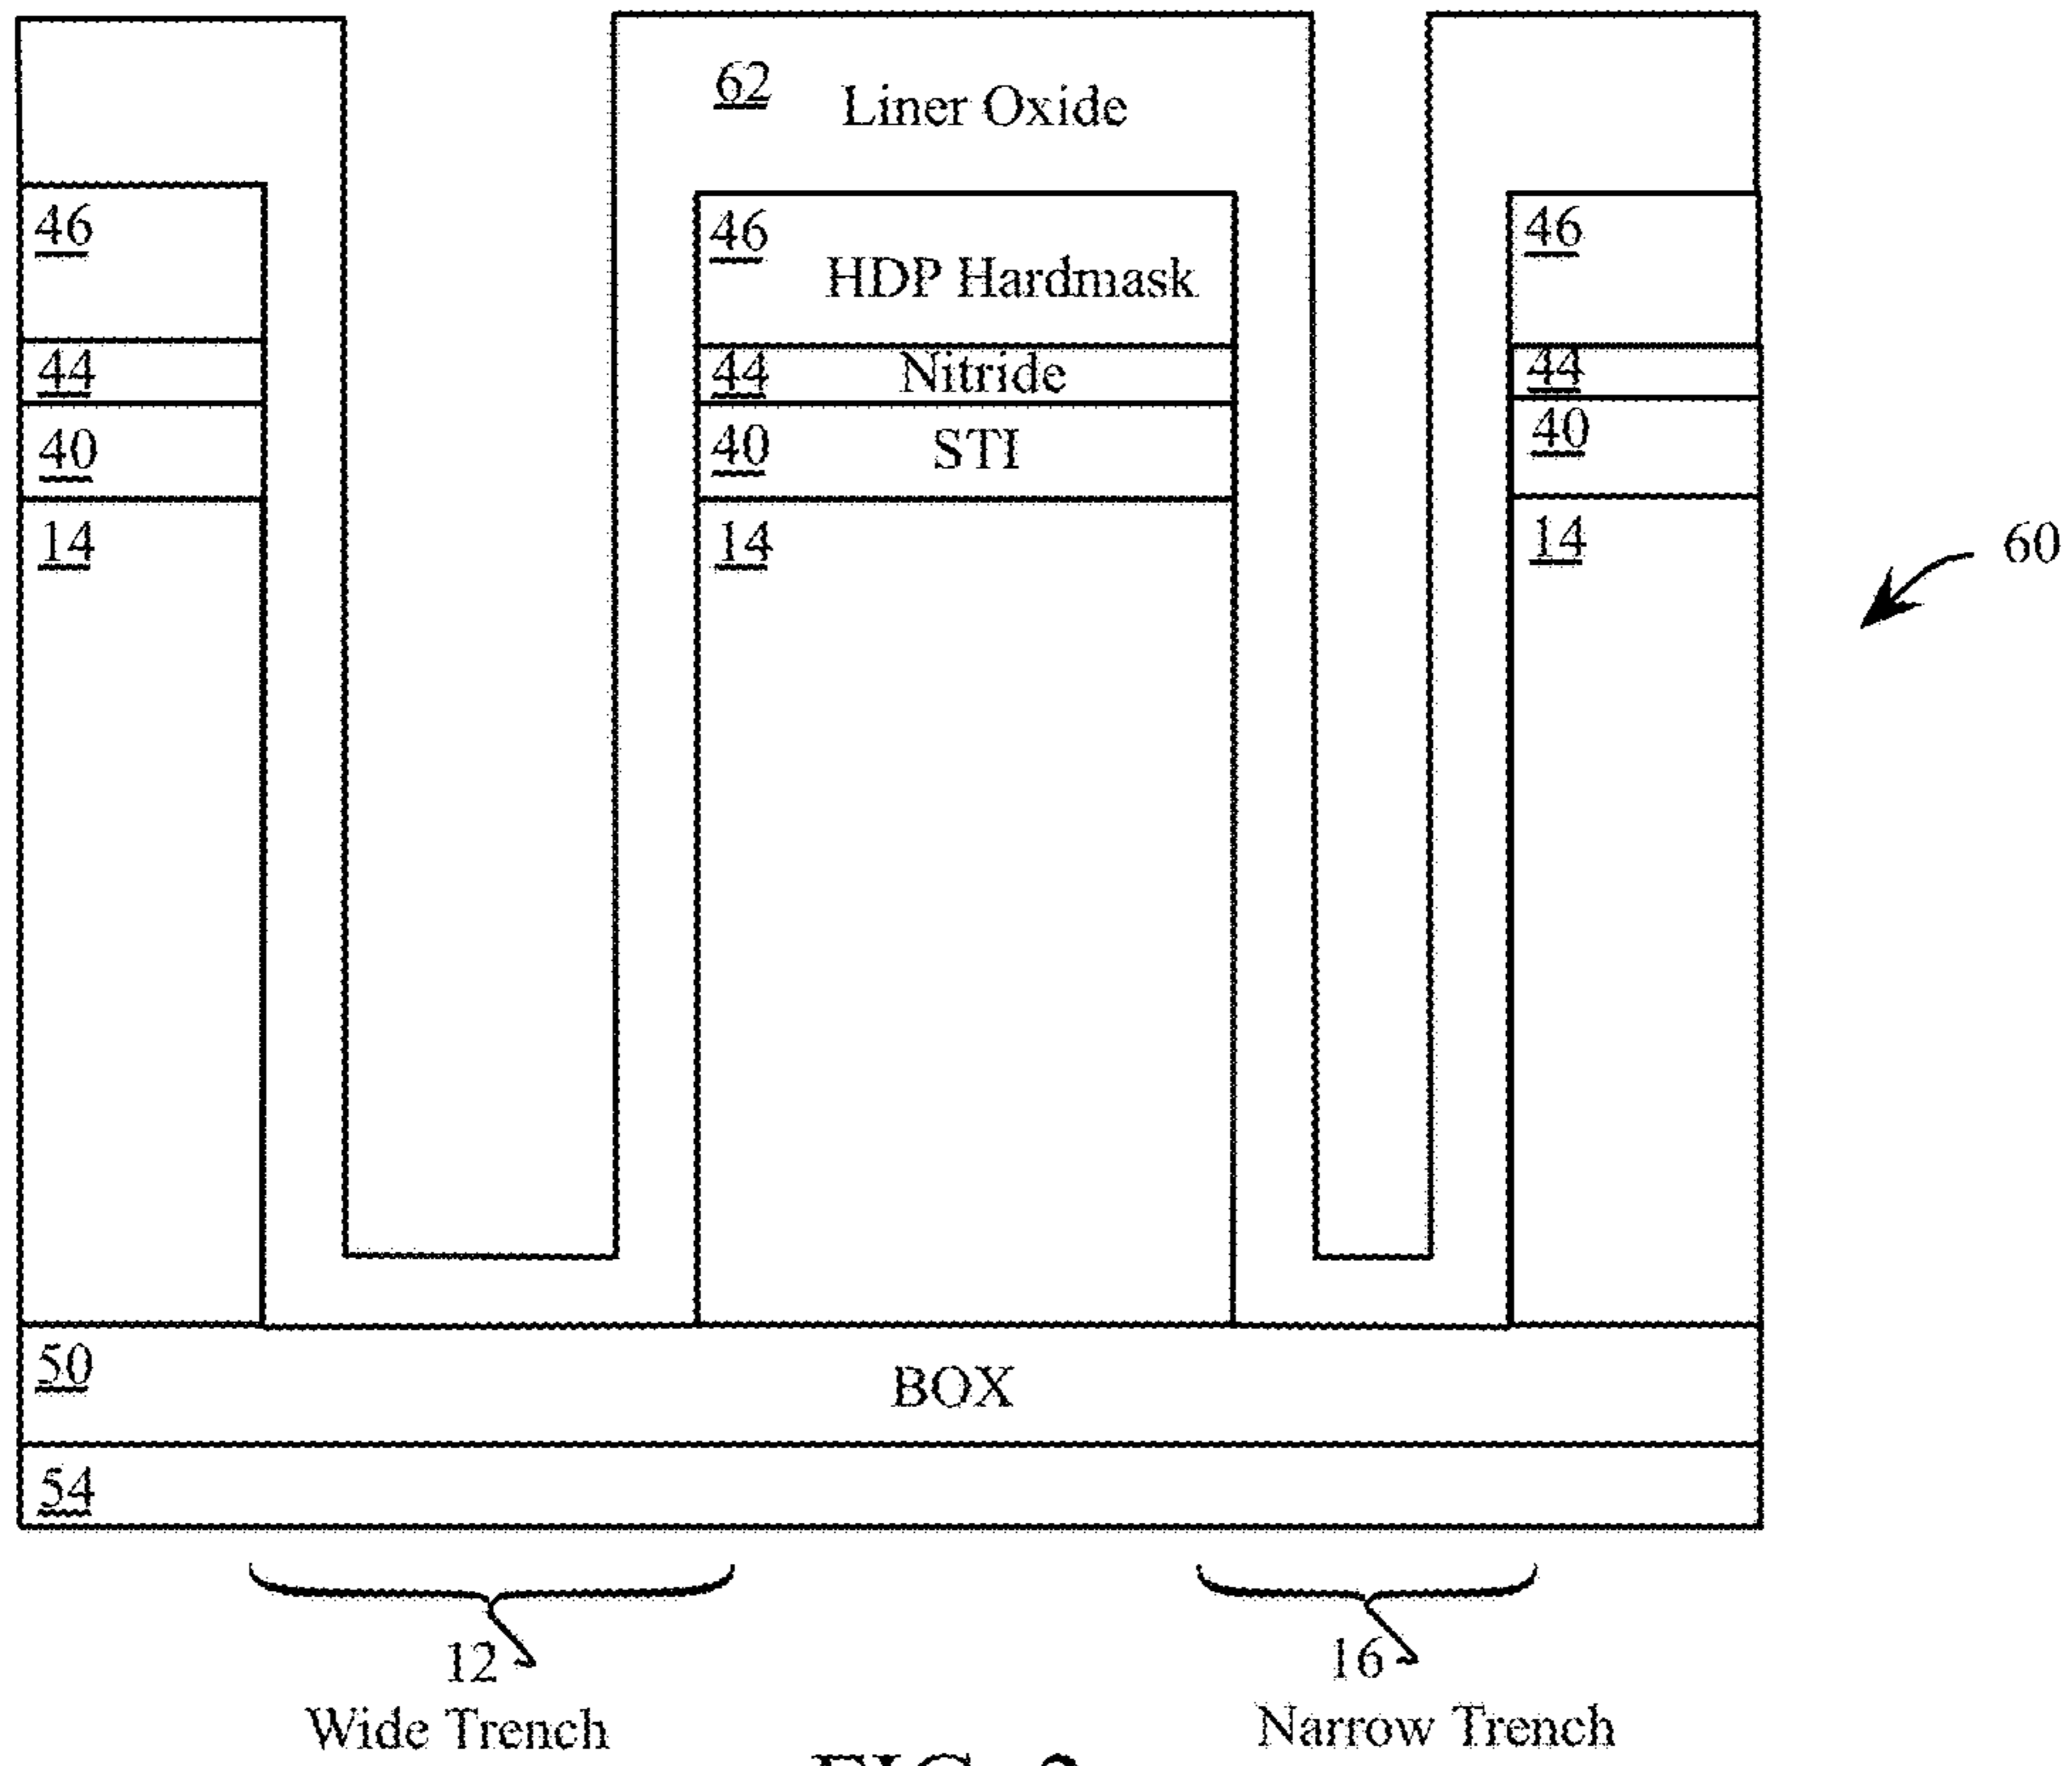 62 Liner Oxide
46 46 46
HDP Hardmask
44 44 Nitride 44
40 40 STI 40
14 14 14
60
50 BOX
54
12 16
Wide Trench Narrow Trench